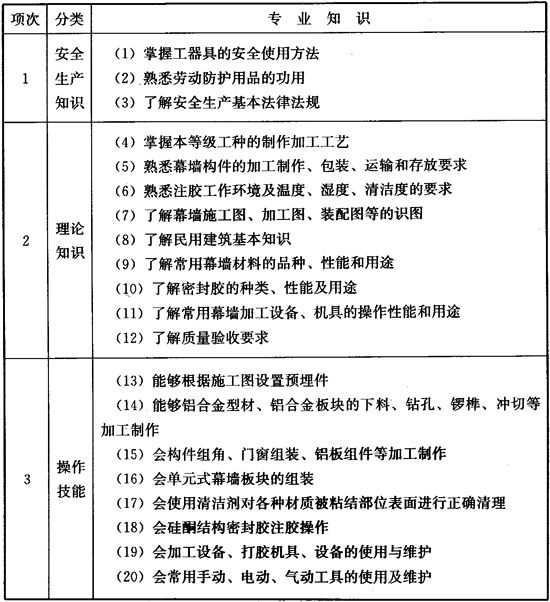 项次 分类 专业知识
1 安全生产知识 (1) 掌握工器具的安全使用方法
(2) 熟悉劳动防护用品的功用
(3) 了解安全生产基本法律法规
2 理论知识 (4) 掌握本等级工种的制作加工工艺
(5) 熟悉幕墙构件的加工制作、包装、运输和存放要求
(6) 熟悉注胶工作环境及温度、湿度、清洁度的要求
(7) 了解幕墙施工图、加工图、装配图等的识图
(8) 了解民用建筑基本知识
(9) 了解常用幕墙材料的品种、性能和用途
(10) 了解密封胶的种类、性能及用途
(11) 了解常用幕墙加工设备、机具的操作性能和用途
(12) 了解质量验收要求
3 操作技能 (13) 能够根据施工图设置预埋件
(14) 能够铝合金型材、铝合金板块的下料、钻孔、锣榫、冲切等
加工制作
(15) 会构件组角、门窗组装、铝板组件等加工制作
(16) 会单元式幕墙板块的组装
(17) 会使用清洁剂对各种材质被粘结部位表面进行正确清理
(18) 会硅酮结构密封胶注胶操作
(19) 会加工设备、打胶机具、设备的使用与维护
(20) 会常用手动、电动、气动工具的使用及维护